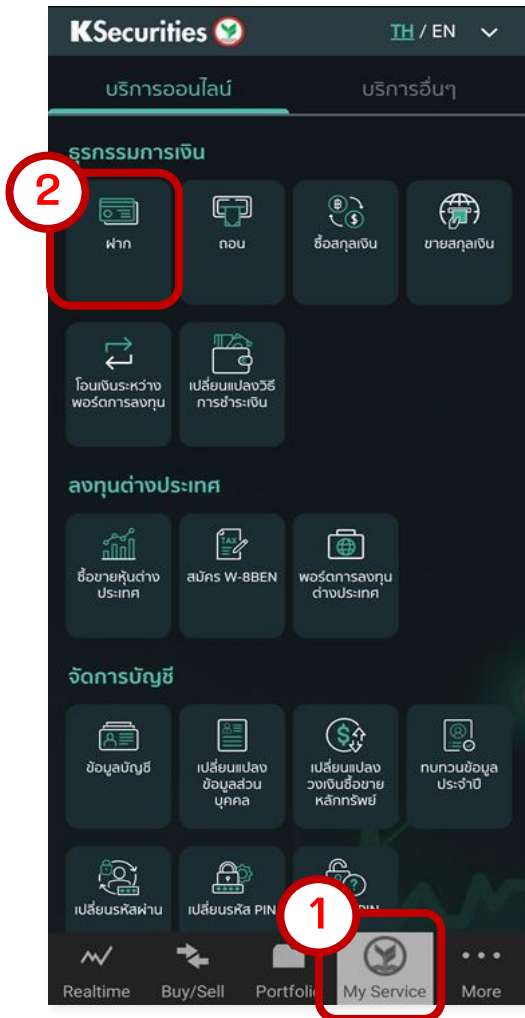 KSecurities
TH / EN
บริการออนไลน์
บริการอื่นๆ
ธุรกรรมการเงิน
2
ฝาก
ถอน
ซื้อสกุลเงิน
ขายสกุลเงิน
โอนเงินระหว่าง
พอร์ตการลงทุน
เปลี่ยนแปลงวิธี
การชำระเงิน
ลงทุนต่างประเทศ
ซื้อขายหุ้นต่าง
ประเทศ
TAX
สมัคร W-8BEN
พอร์ตการลงทุน
ต่างประเทศ
จัดการบัญชี
ข้อมูลบัญชี
เปลี่ยนแปลง
ข้อมูลส่วน
บุคคล
เปลี่ยนแปลง
วงเงินซื้อขาย
หลักทรัพย์
ทบทวนข้อมูล
ประจำปี
เปลี่ยนรหัสผ่าน
เปลี่ยนรหัส PIN
1
PIN
Realtime
Buy/Sell
Portfolio
My Service
More